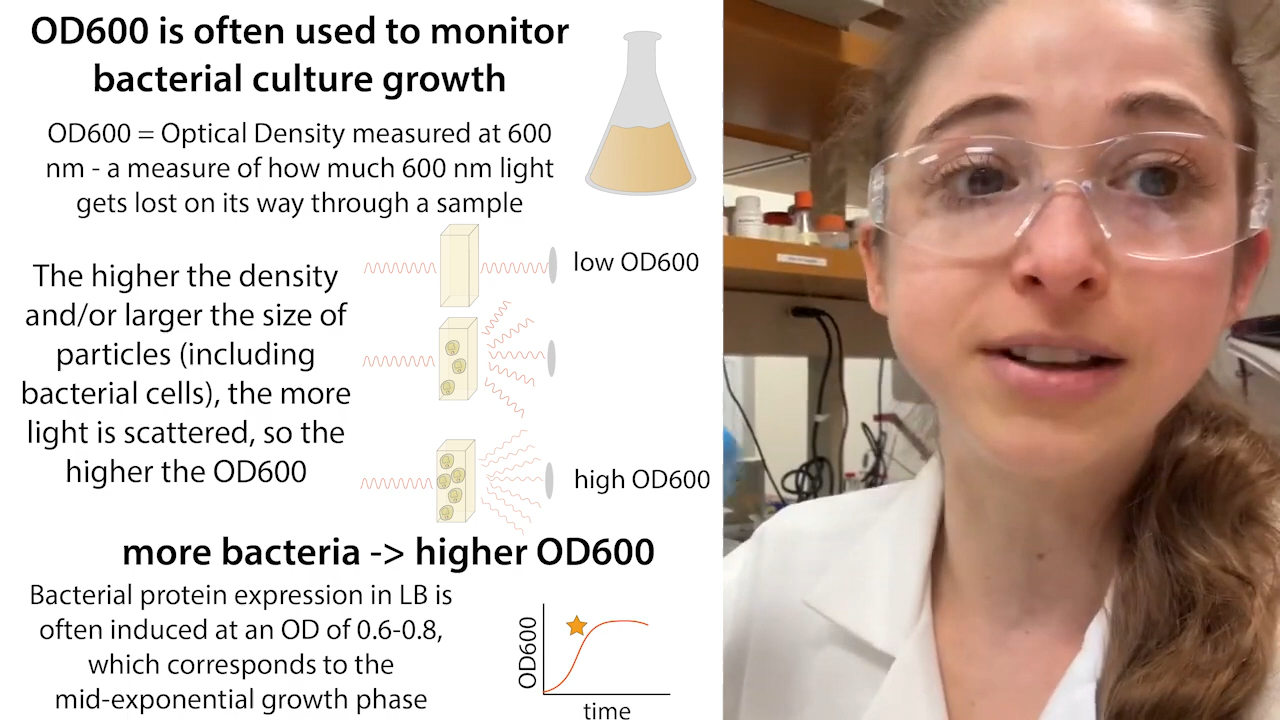 OD600 is often used to monitor
bacterial culture growth
OD600 = Optical Density measured at 600
nm - a measure of how much 600 nm light
gets lost on its way through a sample
low OD600
The higher the density
and/or larger the size of
particles (including
bacterial cells), the more
light is scattered, so the
higher the OD600
high OD600
more bacteria -> higher OD600
Bacterial protein expression in LB is
often induced at an OD of 0.6-0.8,
which corresponds to the
mid-exponential growth phase
OD600
time